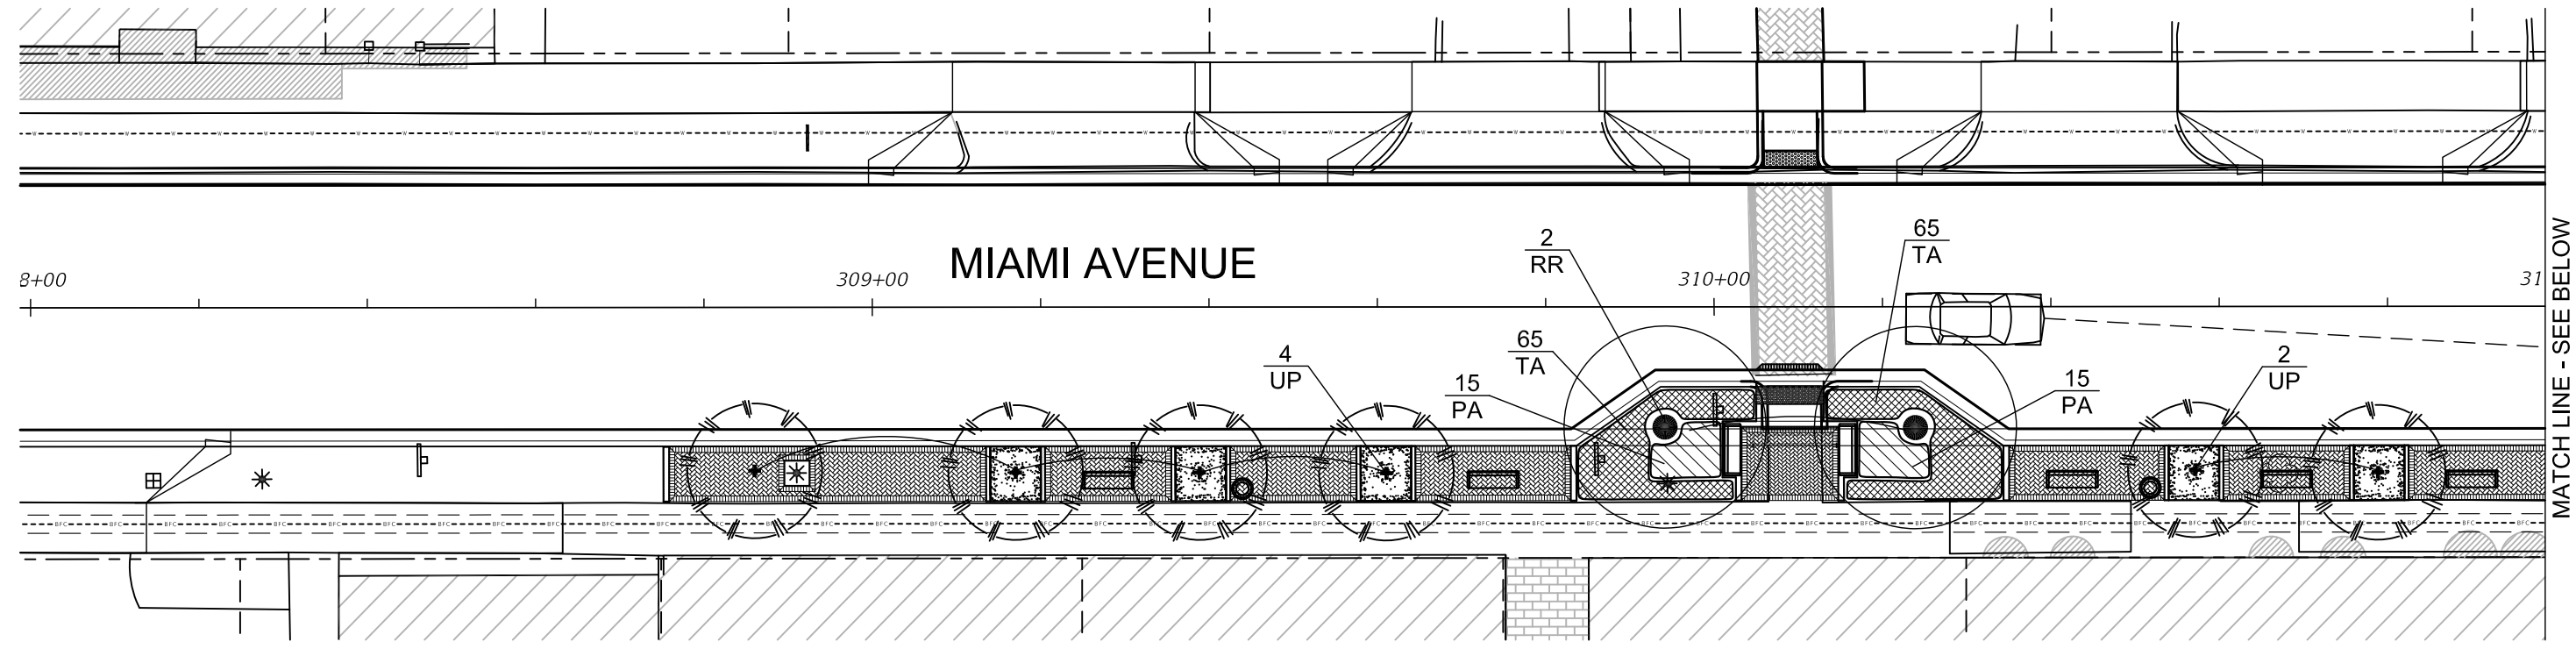 MIAMI AVENUE
8+00
309+00
310+00
31
2
RR
65
TA
65
TA
15
PA
4
UP
15
PA
2
UP
MATCH LINE - SEE BELOW
W
BFC